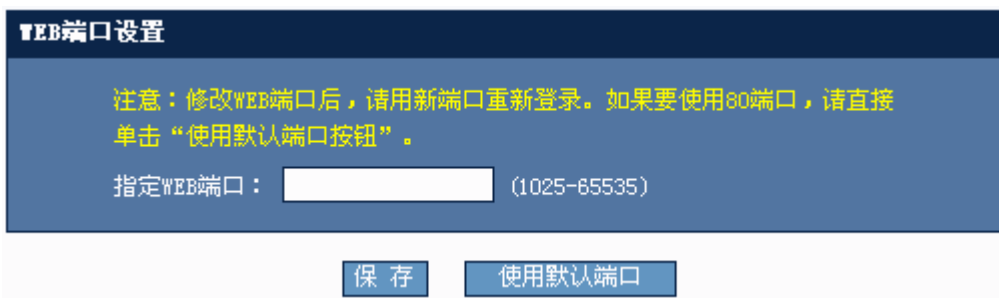 WEB端口设置
注意：修改WEB端口后，请用新端口重新登录。如果要使用80端口，请直接
单击“使用默认端口按钮”。
指定WEB端口： (1025-65535)
保 存 使用默认端口